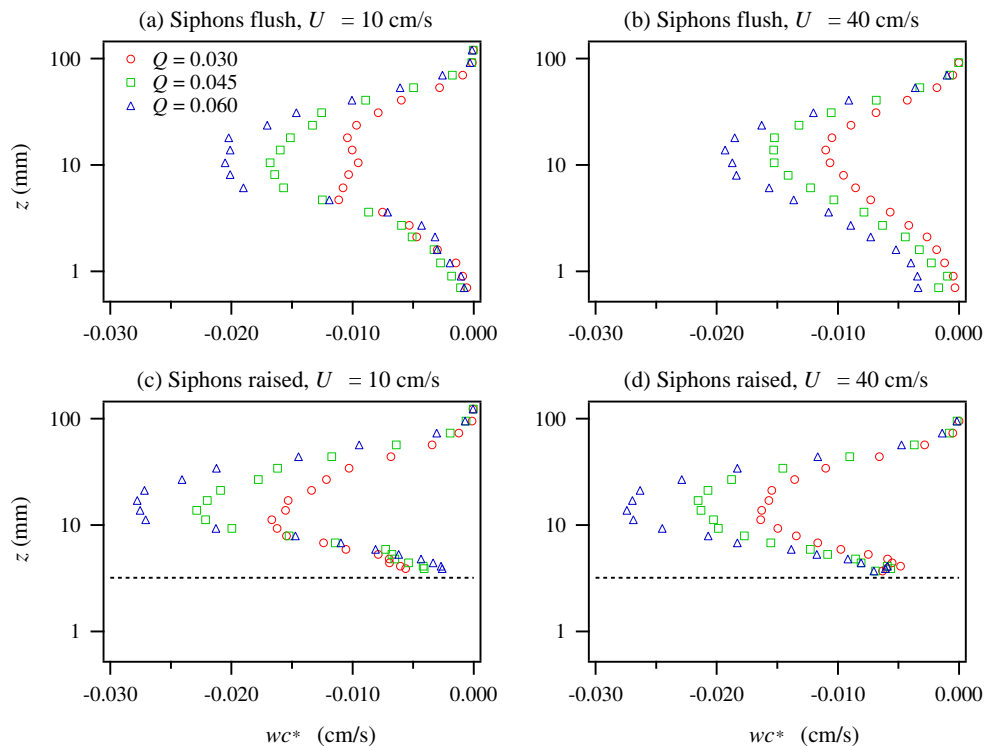 (a) Siphons flush, U = 10 cm/s
(b) Siphons flush, U = 40 cm/s
100
10
1
z (mm)
Q = 0.030
Q = 0.045
Q = 0.060
-0.030 -0.020 -0.010 0.000
100
10
1
z (mm)
-0.030 -0.020 -0.010 0.000
(c) Siphons raised, U = 10 cm/s
(d) Siphons raised, U = 40 cm/s
100
10
1
z (mm)
-0.030 -0.020 -0.010 0.000
wc* (cm/s)
100
10
1
z (mm)
-0.030 -0.020 -0.010 0.000
wc* (cm/s)